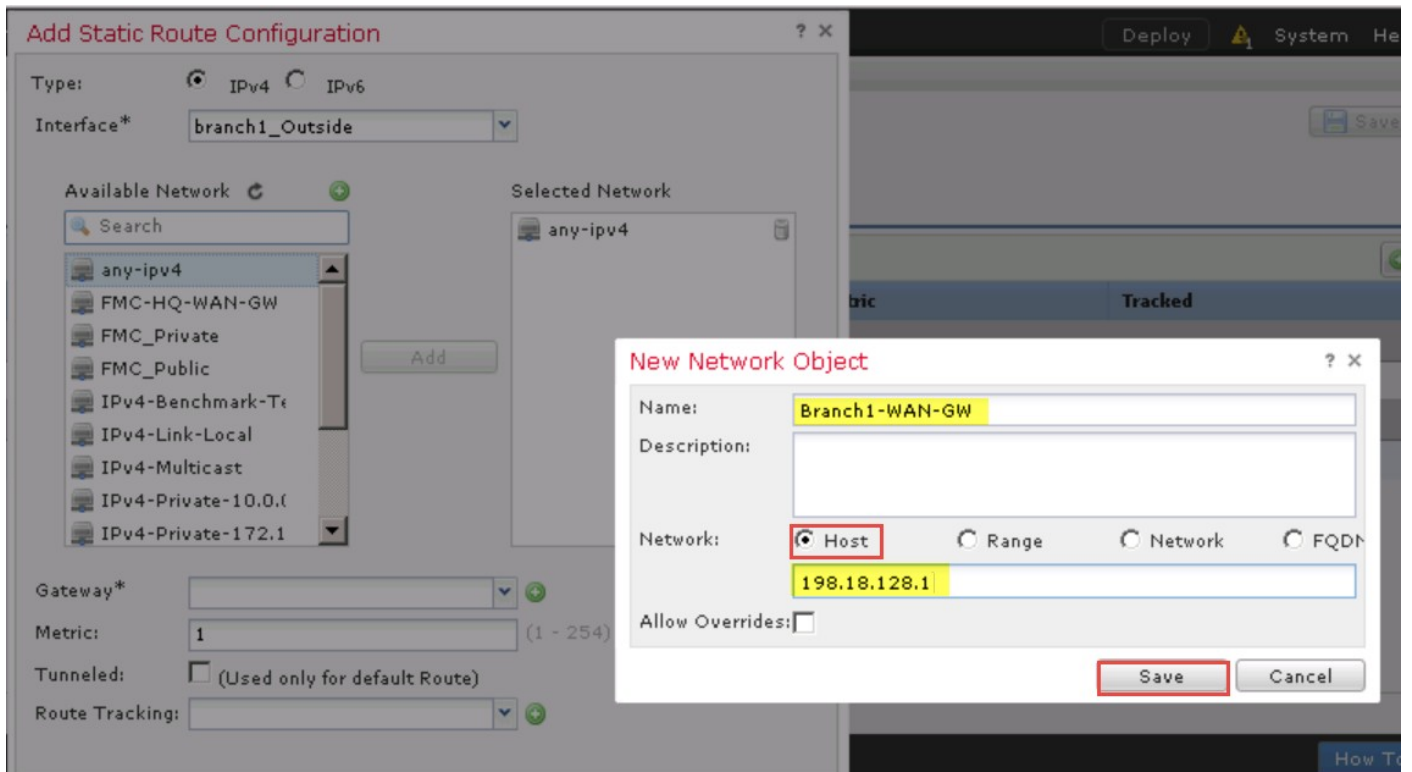 Add Static Route Configuration ? ×
Deploy 1 System He
Type: IPv4 IPv6
Interface* branch1_Outside
Save
Available Network Selected Network
Search
any-ipv4
any-ipv4
FMC-HQ-WAN-GW
FMC_Private
FMC_Public
IPv4-Benchmark-Te
IPv4-Link-Local
IPv4-Multicast
IPv4-Private-10.0.(
IPv4-Private-172.1
Add
tric Tracked
New Network Object ? ×
Name: Branch1-WAN-GW
Description:
Network: Host Range Network FQDN
198.18.128.1
Allow Overrides:
Save Cancel
Gateway*
Metric: 1 (1 - 254)
Tunneled: (Used only for default Route)
Route Tracking:
How To